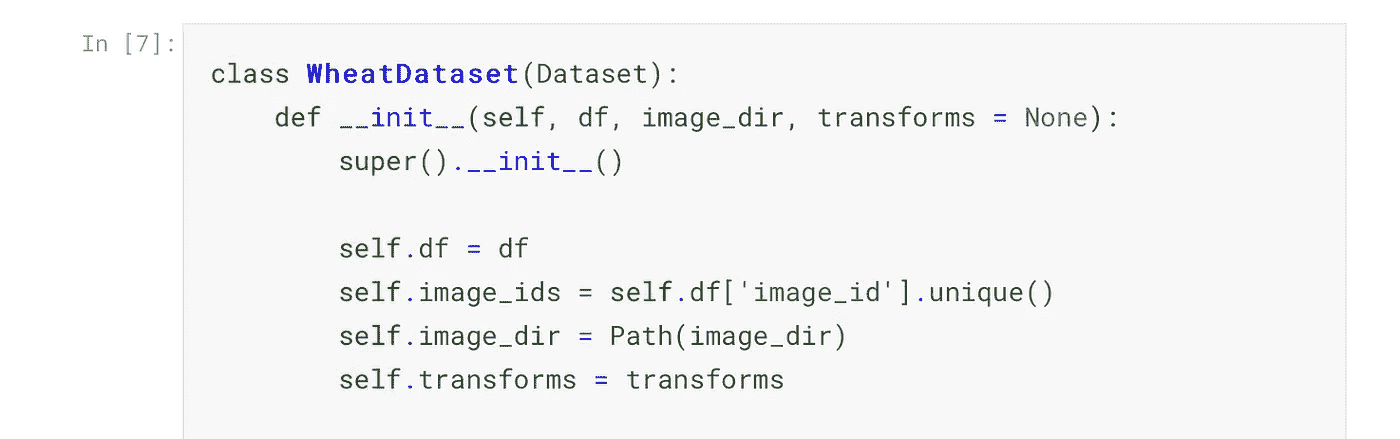 In [7]:
class WheatDataset(Dataset):
    def __init__(self, df, image_dir, transforms = None):
        super().__init__()
        self.df = df
        self.image_ids = self.df['image_id'].unique()
        self.image_dir = Path(image_dir)
        self.transforms = transforms